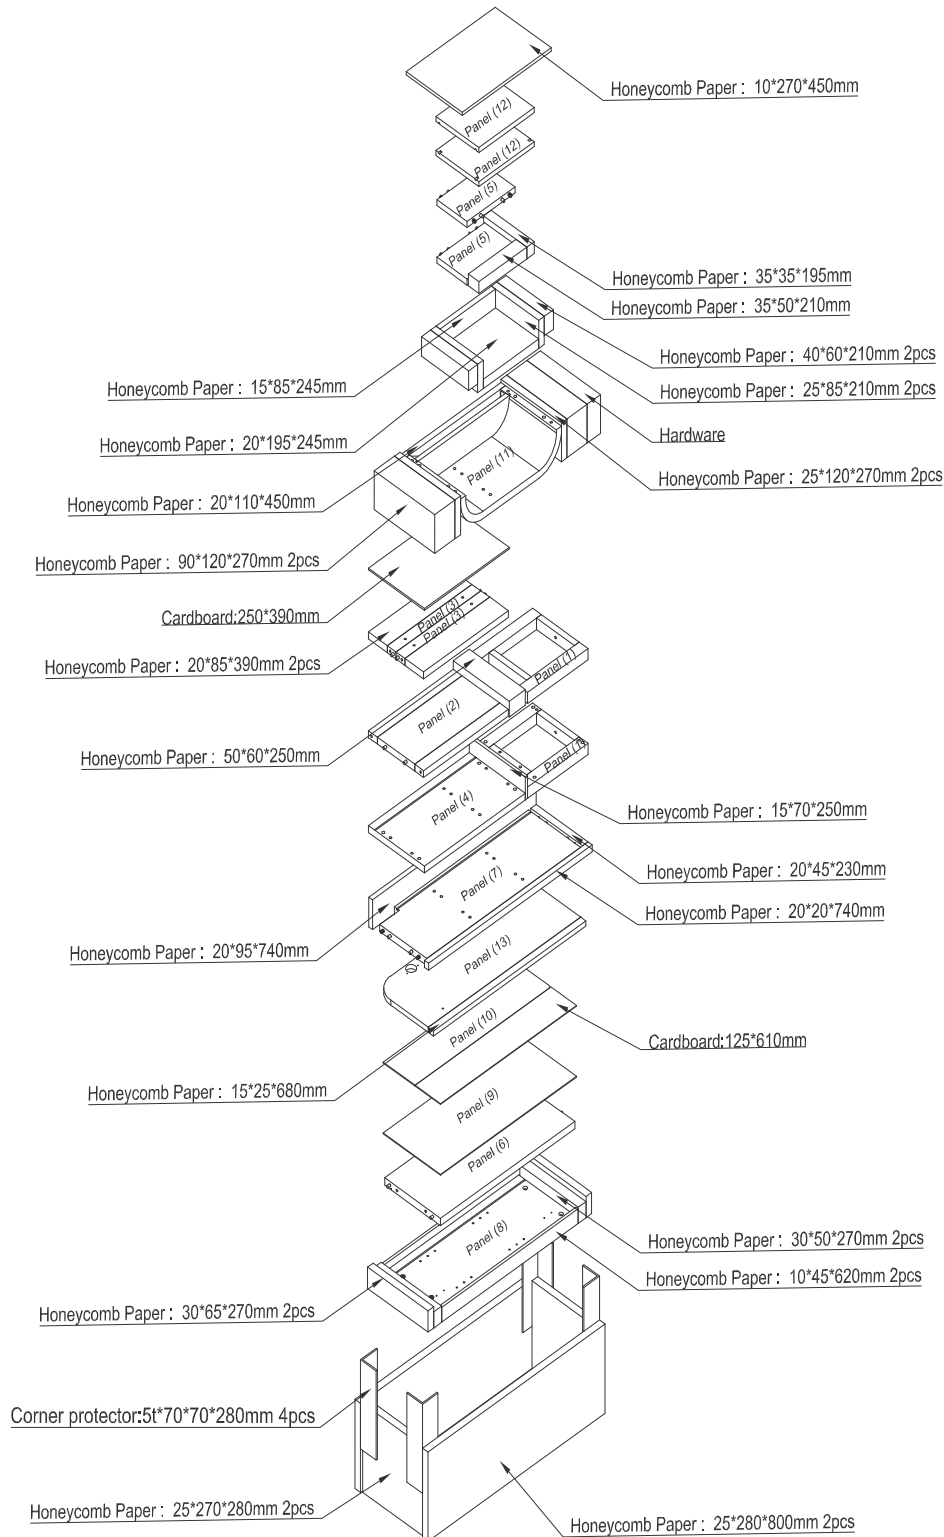 Honeycomb Paper: 10*270*450mm
Panel (12)
Panel (12)
Panel (5)
Panel (5)
Honeycomb Paper: 35*35*195mm
Honeycomb Paper: 35*50*210mm
Honeycomb Paper: 40*60*210mm 2pcs
Honeycomb Paper: 15*85*245mm
Honeycomb Paper: 25*85*210mm 2pcs
Honeycomb Paper: 20*195*245mm
Hardware
Panel (11)
Honeycomb Paper: 25*120*270mm 2pcs
Honeycomb Paper: 20*110*450mm
Honeycomb Paper: 90*120*270mm 2pcs
Cardboard:250*390mm
Panel (3)
Panel (3)
Honeycomb Paper: 20*85*390mm 2pcs
Panel (1)
Panel (2)
Honeycomb Paper: 50*60*250mm
Panel (4)
Honeycomb Paper: 15*70*250mm
Honeycomb Paper: 20*45*230mm
Panel (7)
Honeycomb Paper: 20*20*740mm
Honeycomb Paper: 20*95*740mm
Panel (13)
Panel (10)
Cardboard:125*610mm
Honeycomb Paper: 15*25*680mm
Panel (9)
Panel (6)
Panel (8)
Honeycomb Paper: 30*50*270mm 2pcs
Honeycomb Paper: 10*45*620mm 2pcs
Honeycomb Paper: 30*65*270mm 2pcs
Corner protector:5t*70*70*280mm 4pcs
Honeycomb Paper: 25*270*280mm 2pcs
Honeycomb Paper: 25*280*800mm 2pcs